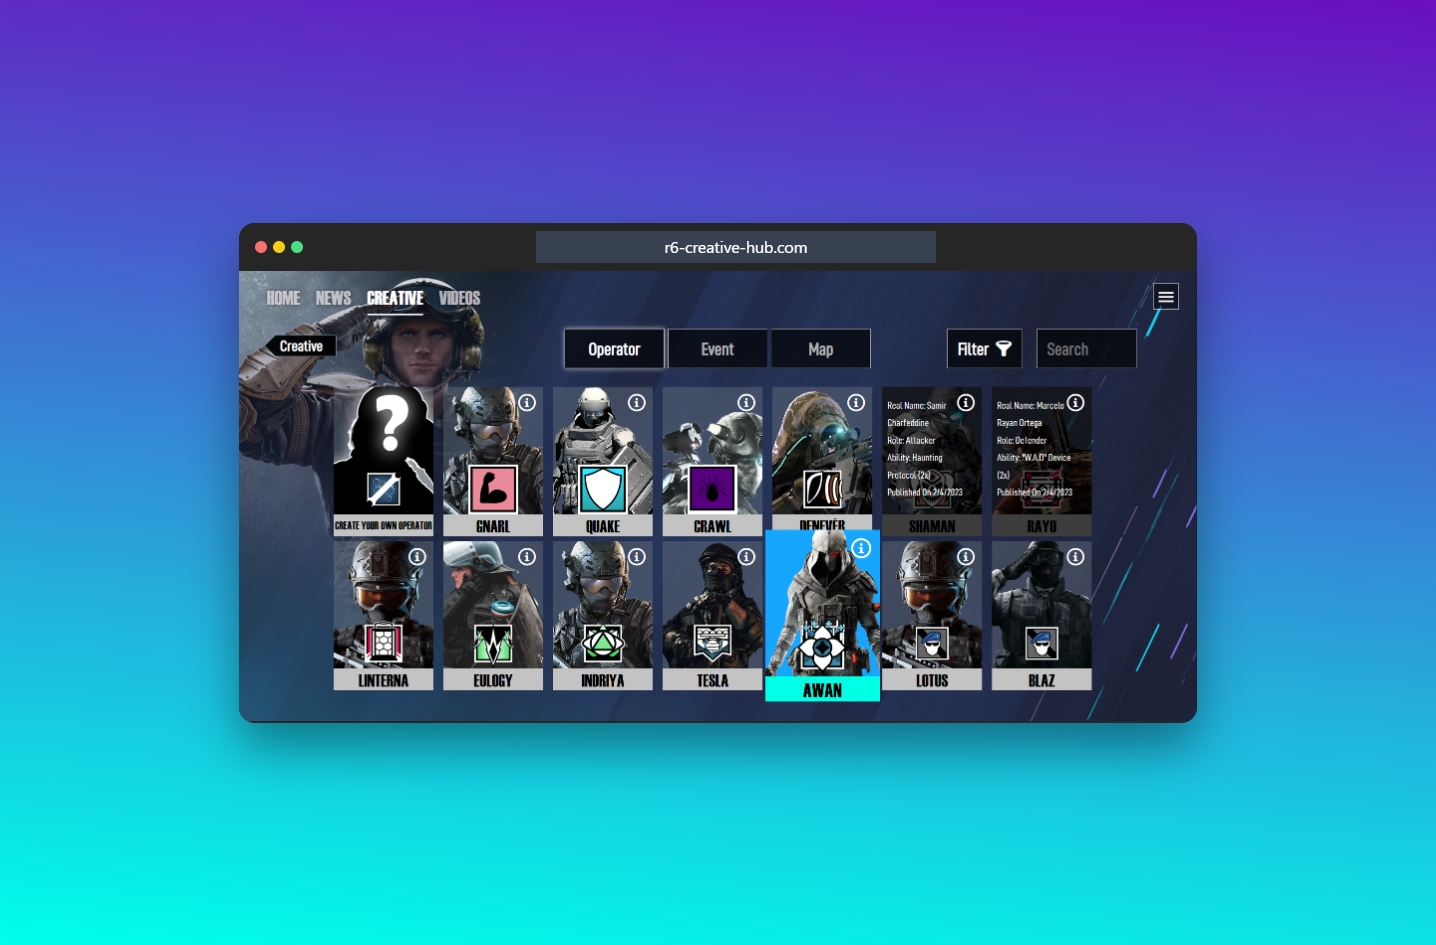 r6-creative-hub.com
HOME NEWS CREATIVE VIDEOS
Creative
Operator Event Map
Filter Search
Real Name: Samir
Charfeddine
Role: Attacker
Ability: Haunting
Protocol (2x)
Published On 2/4/2023
Real Name: Marcelo
Rayan Ortega
Role: Defender
Ability: "W.A.D" Device
(2x)
Published On 2/4/2023
CREATE YOUR OWN OPERATOR GNARL QUAKE CRAWL DENEVÉR SHAMAN RAYO
LINTERNA EULOGY INDRIYA TESLA AWAN LOTUS BLAZ